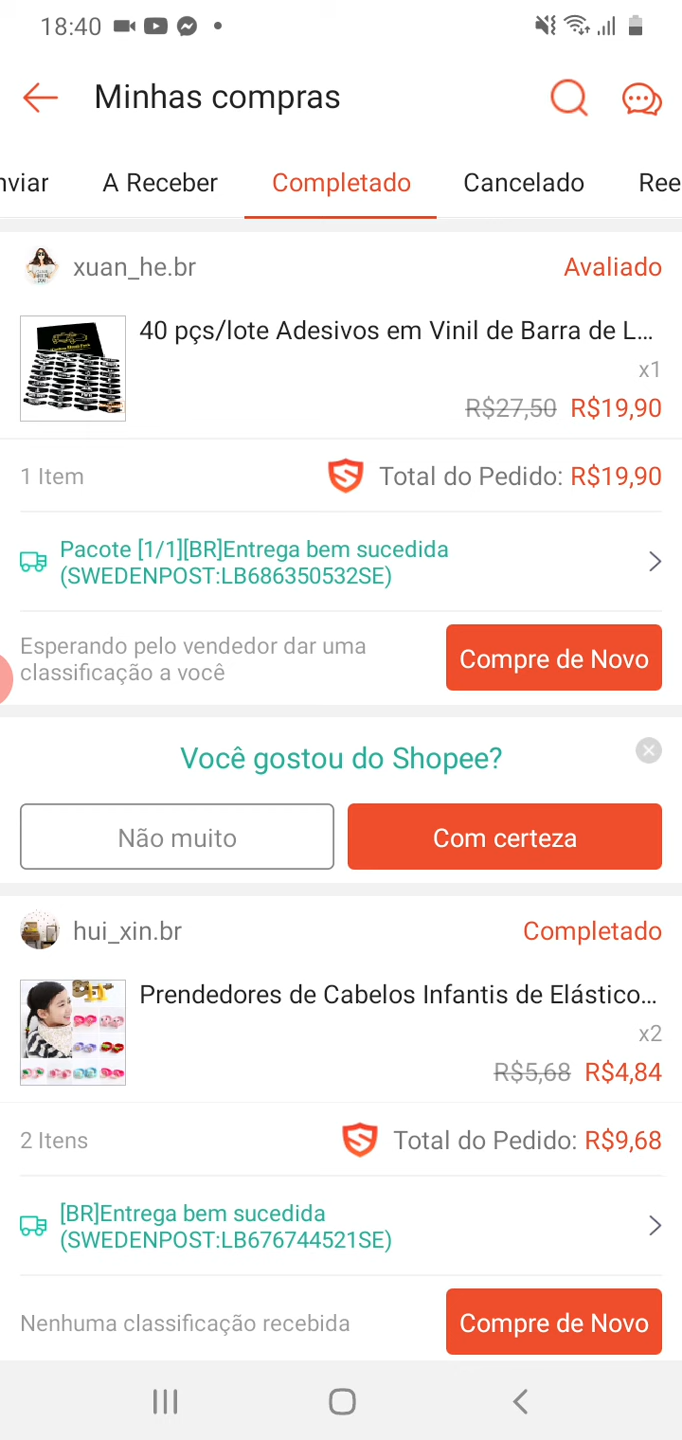 18:40
Minhas compras
nviar A Receber Completado Cancelado Ree
xuan_he.br Avaliado
40 pçs/lote Adesivos em Vinil de Barra de L...
x1
R$27,50 R$19,90
1 Item Total do Pedido: R$19,90
Pacote [1/1][BR]Entrega bem sucedida
(SWEDENPOST:LB686350532SE)
Esperando pelo vendedor dar uma
classificação a você
Compre de Novo
Você gostou do Shopee?
Não muito Com certeza
hui_xin.br Completado
Prendedores de Cabelos Infantis de Elástico...
x2
R$5,68 R$4,84
2 Itens Total do Pedido: R$9,68
[BR]Entrega bem sucedida
(SWEDENPOST:LB676744521SE)
Nenhuma classificação recebida Compre de Novo